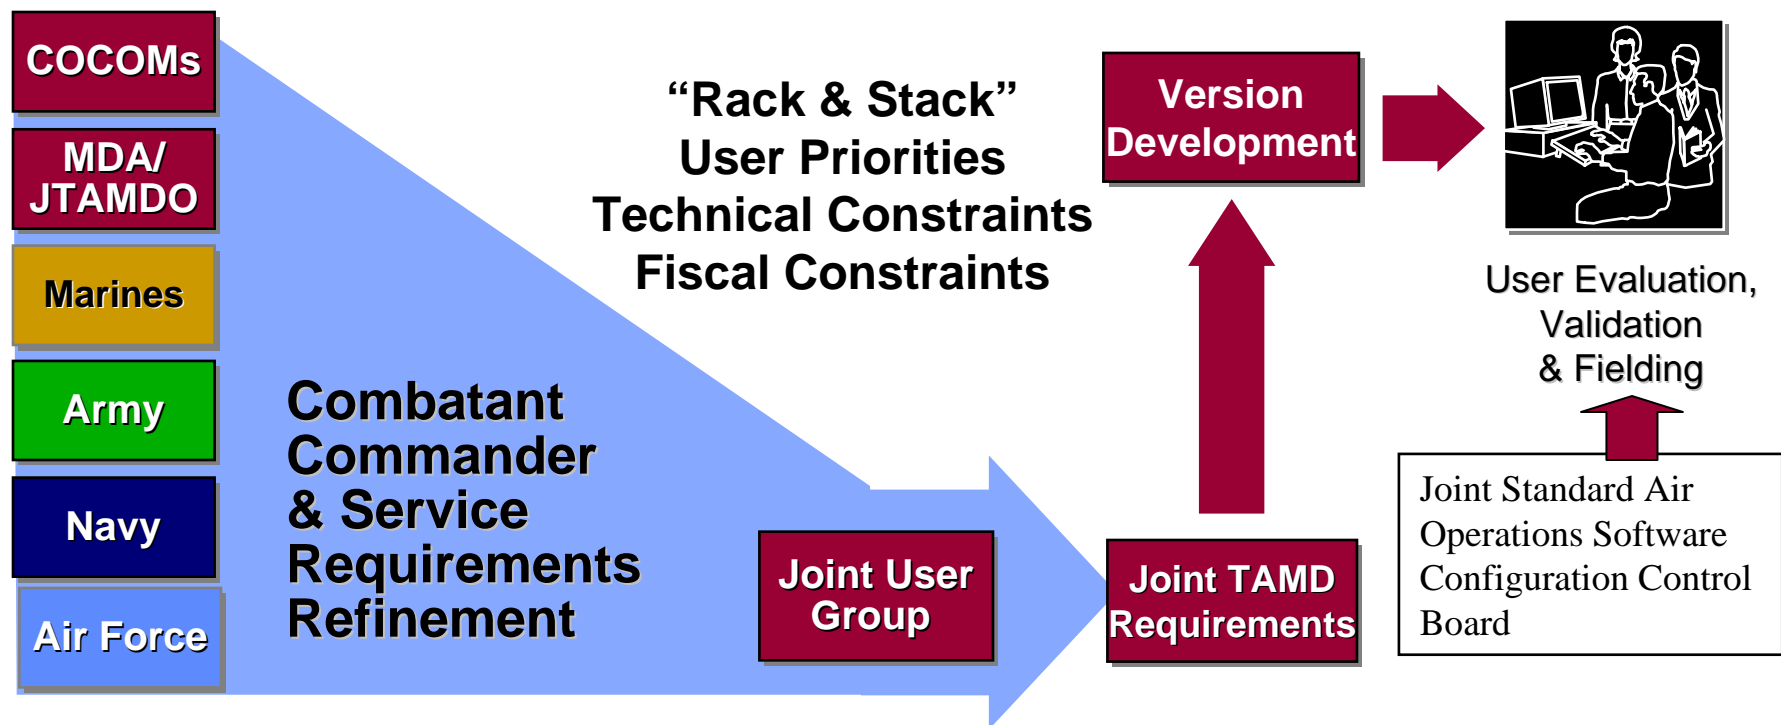 COCOMs
MDA/
JTAMDO
Marines
Army
Navy
Air Force
Combatant
Commander
& Service
Requirements
Refinement
“Rack & Stack”
User Priorities
Technical Constraints
Fiscal Constraints
Joint User
Group
Joint TAMD
Requirements
Version
Development
User Evaluation,
Validation
& Fielding
Joint Standard Air
Operations Software
Configuration Control
Board